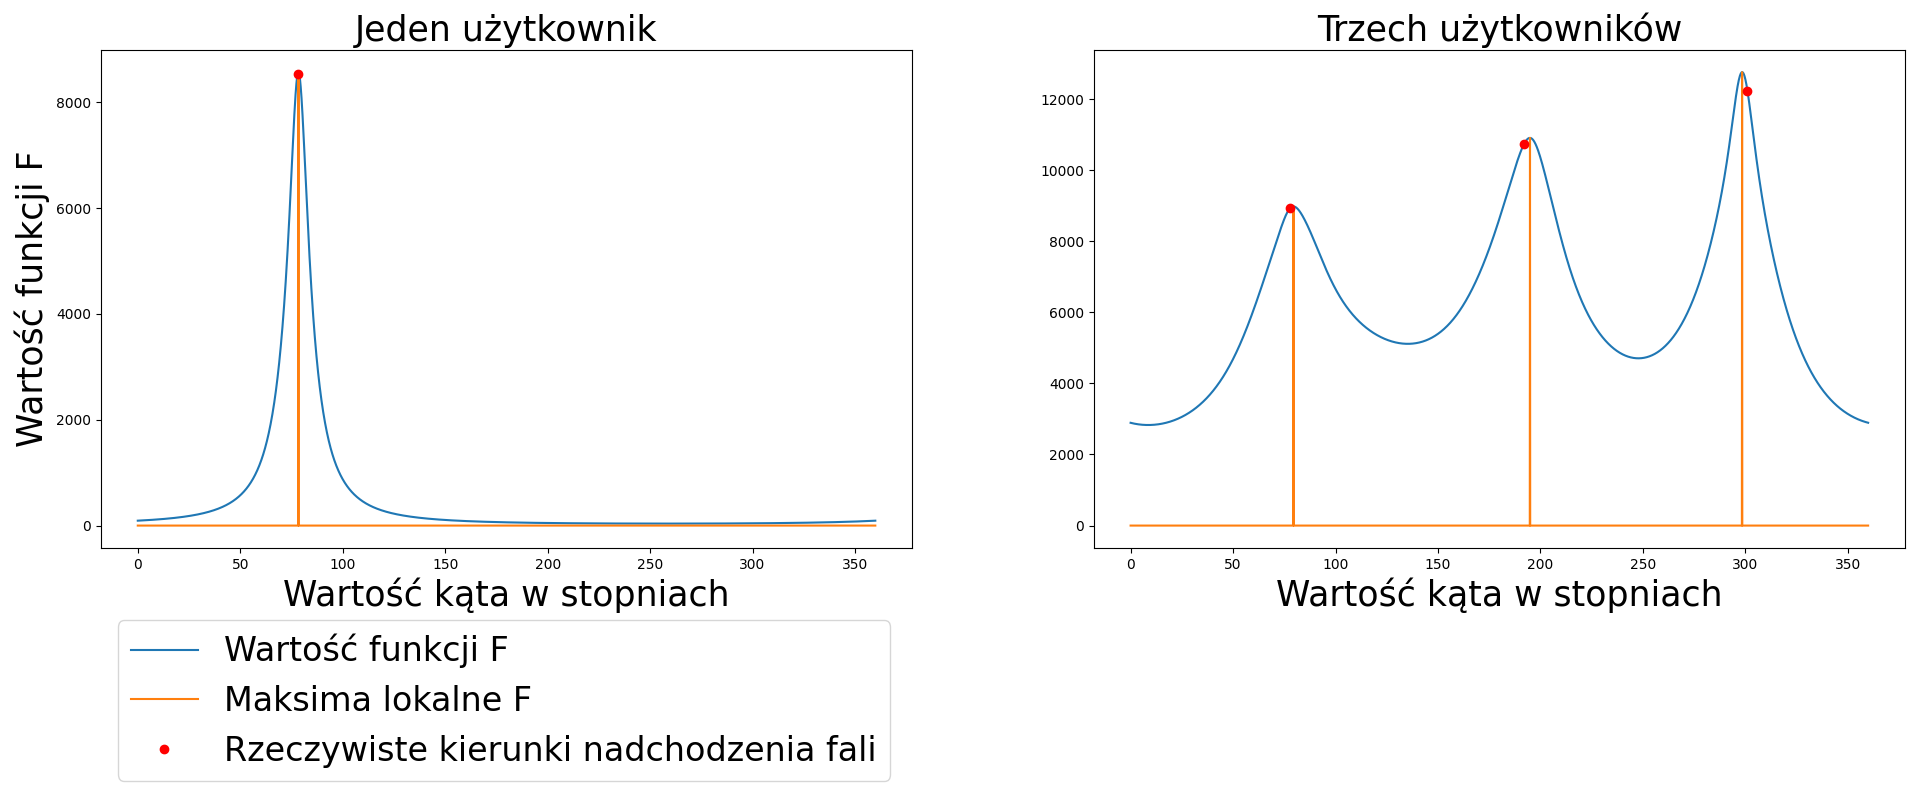 Jeden użytkownik
Wartość funkcji F
8000
6000
4000
2000
0
0 50 100 150 200 250 300 350
Wartość kąta w stopniach
Trzech użytkowników
12000
10000
8000
6000
4000
2000
0
0 50 100 150 200 250 300 350
Wartość kąta w stopniach
Wartość funkcji F
Maksima lokalne F
Rzeczywiste kierunki nadchodzenia fali